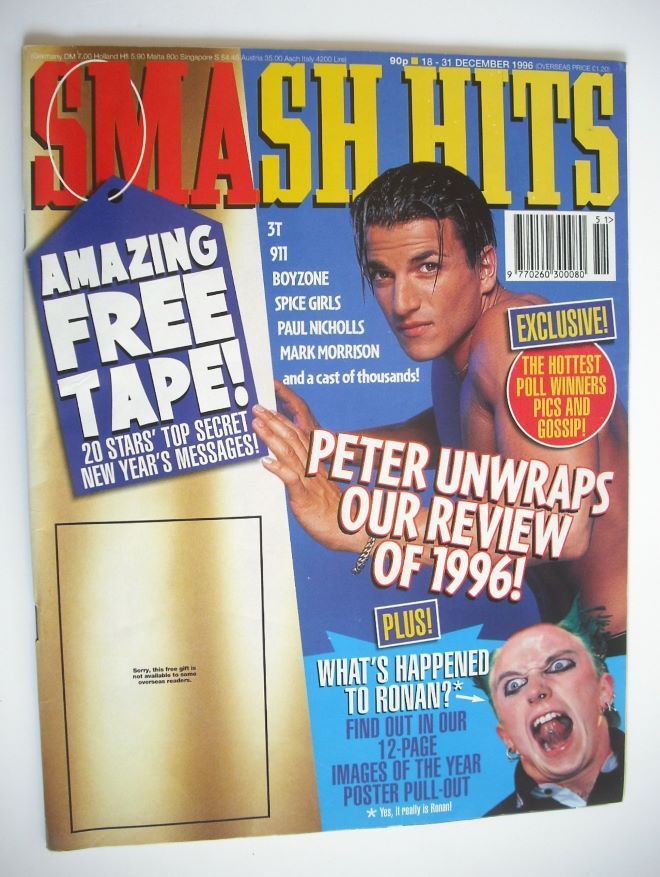 (Germany DM 7.00 Holland Hfl 5.90 Malta 80c Singapore S $4.45 Austria 35.00 Asch Italy 4200 Lire)
90p ■ 18 - 31 DECEMBER 1996 (OVERSEAS PRICE £1.20)
SMASH HITS
AMAZING
FREE
TAPE!
20 STARS' TOP SECRET
NEW YEAR'S MESSAGES!
3T
911
BOYZONE
SPICE GIRLS
PAUL NICHOLLS
MARK MORRISON
and a cast of thousands!
5 1>
9 770260 300080
EXCLUSIVE!
THE HOTTEST
POLL WINNERS
PICS AND
GOSSIP!
PETER UNWRAPS
OUR REVIEW
OF 1996!
Sorry, this free gift is
not available to some
overseas readers.
PLUS!
WHAT'S HAPPENED
TO RONAN?*
FIND OUT IN OUR
12-PAGE
IMAGES OF THE YEAR
POSTER PULL-OUT
* Yes, it really is Ronan!